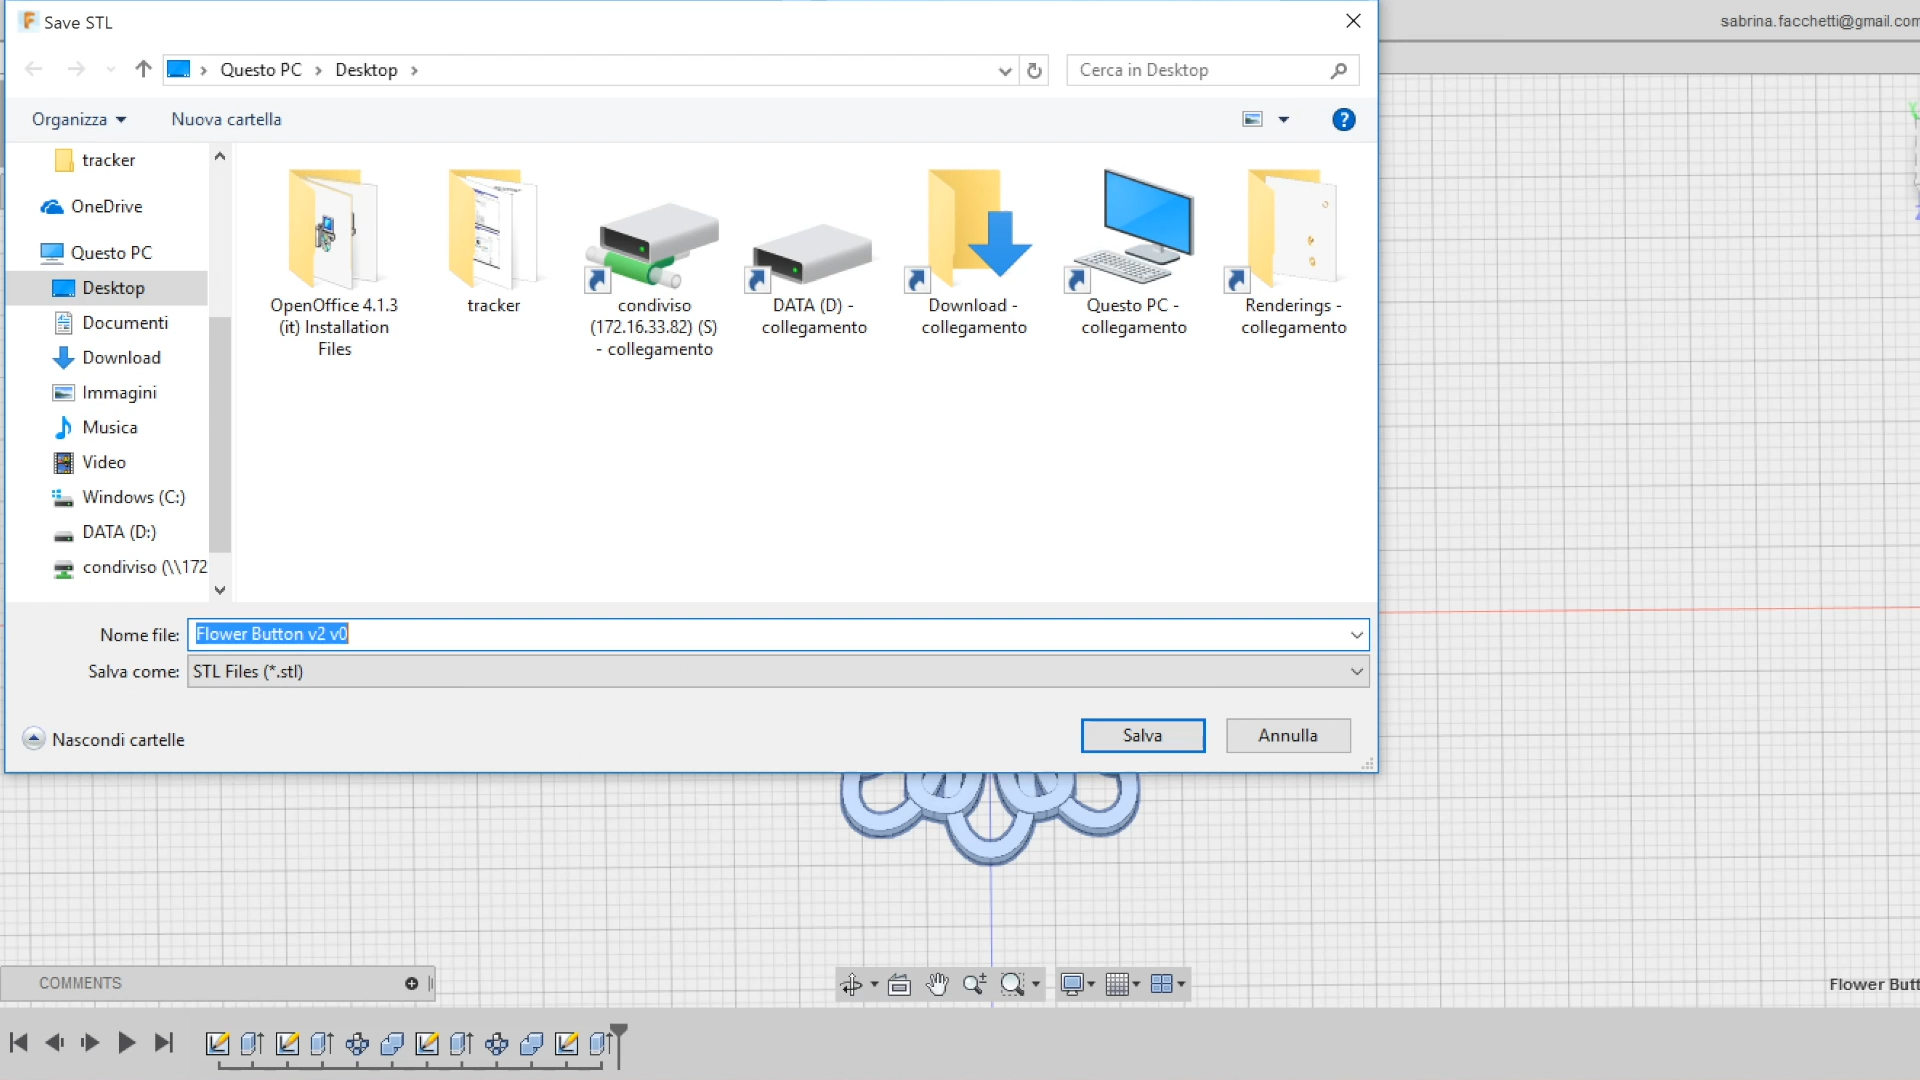 Save STL
sabrina.facchetti@gmail.com
Questo PC
Desktop
Cerca in Desktop
Organizza
Nuova cartella
?
tracker
OneDrive
Questo PC
Desktop
Documenti
Download
Immagini
Musica
Video
Windows (C:)
DATA (D:)
condiviso (\\172
OpenOffice 4.1.3
(it) Installation
Files
tracker
condiviso
(172.16.33.82) (S)
- collegamento
DATA (D) -
collegamento
Download -
collegamento
Questo PC -
collegamento
Renderings -
collegamento
Nome file:
Flower Button v2 v0
Salva come:
STL Files (*.stl)
Nascondi cartelle
Salva
Annulla
COMMENTS
Flower Butt